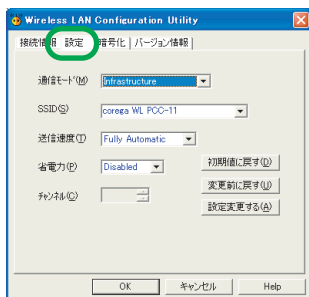 Wireless LAN Configuration Utility
接続情報 設定 暗号化 バージョン情報
通信モード(M) Infrastructure
SSID(S) corega WL PCC-11
送信速度(T) Fully Automatic
省電力(P) Disabled 初期値に戻す(D)
変更前に戻す(U)
チャンネル(C) 設定変更する(A)
OK キャンセル Help